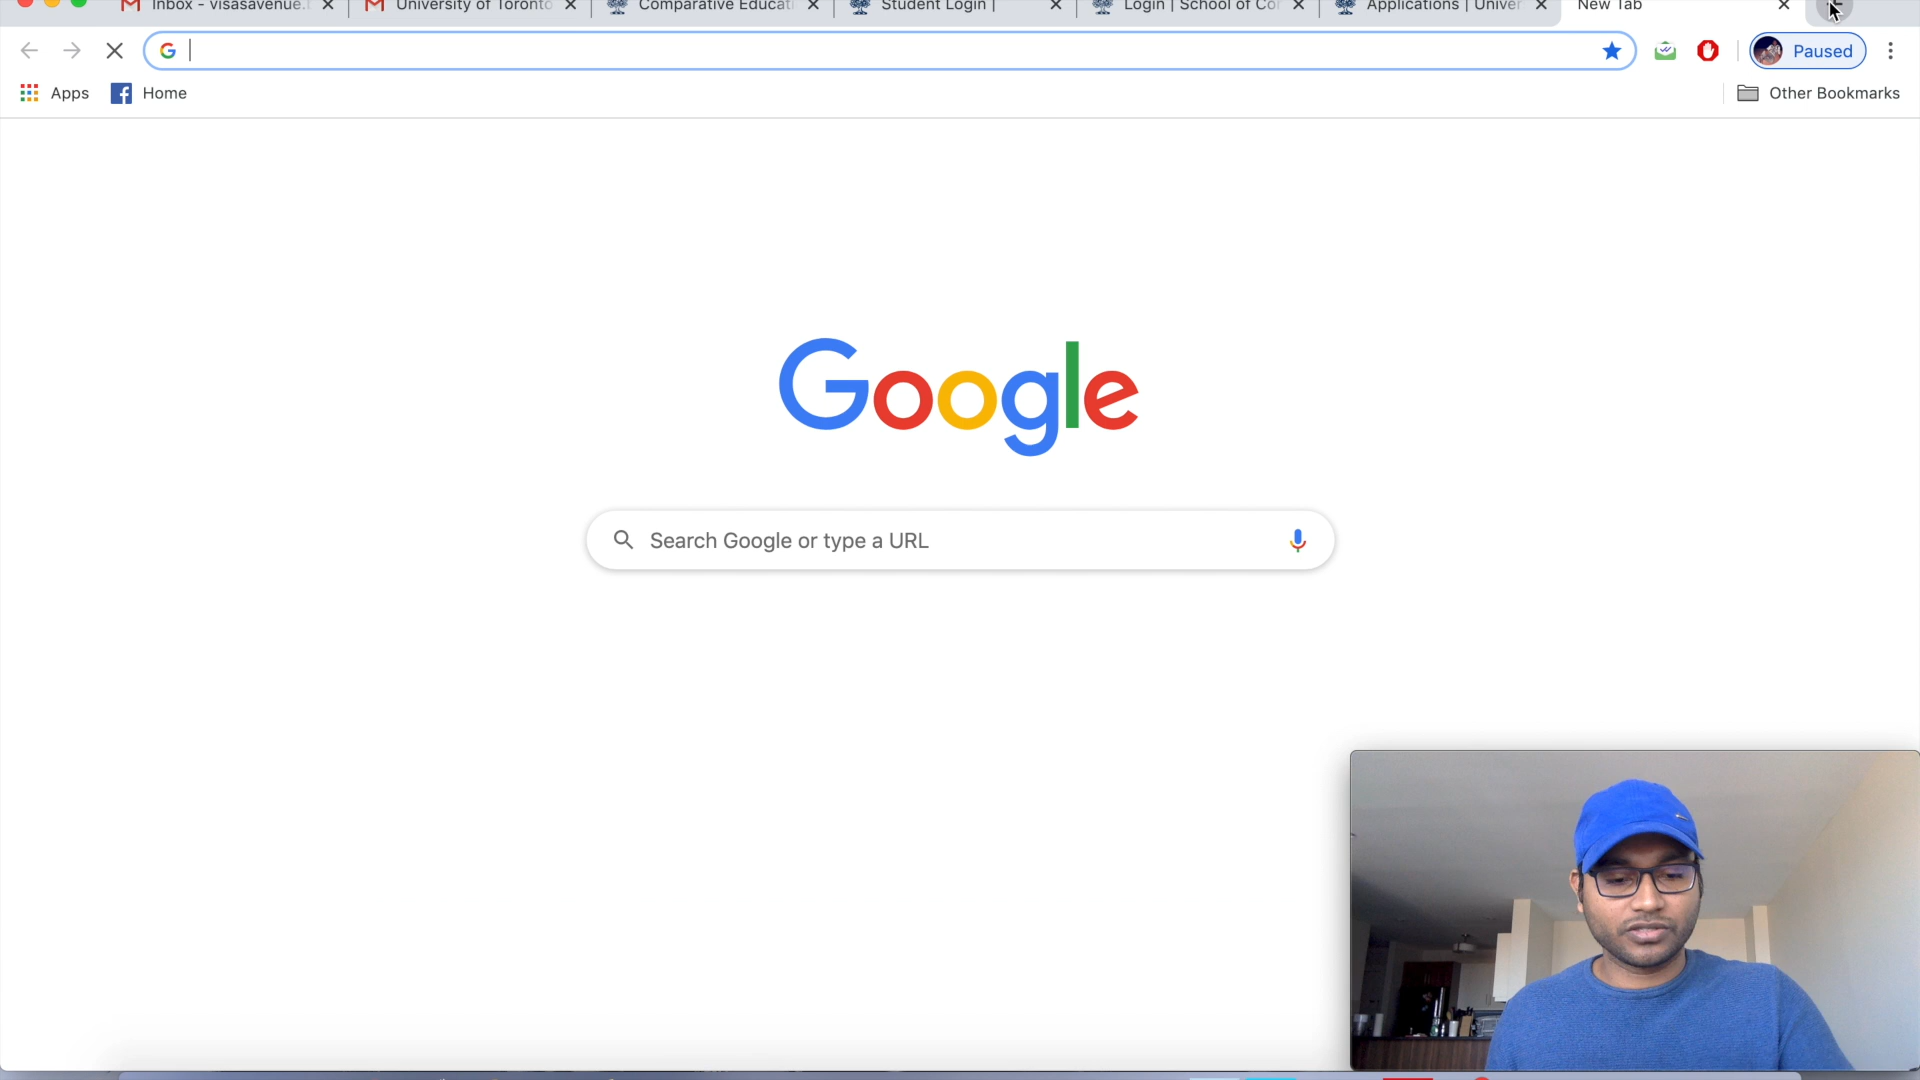 Inbox - visasavenue.
University of Toronto
Comparative Educati
Student Login |
Login | School of Cor
Applications | Univer
New Tab
Paused
Apps
Home
Other Bookmarks
Google
Search Google or type a URL